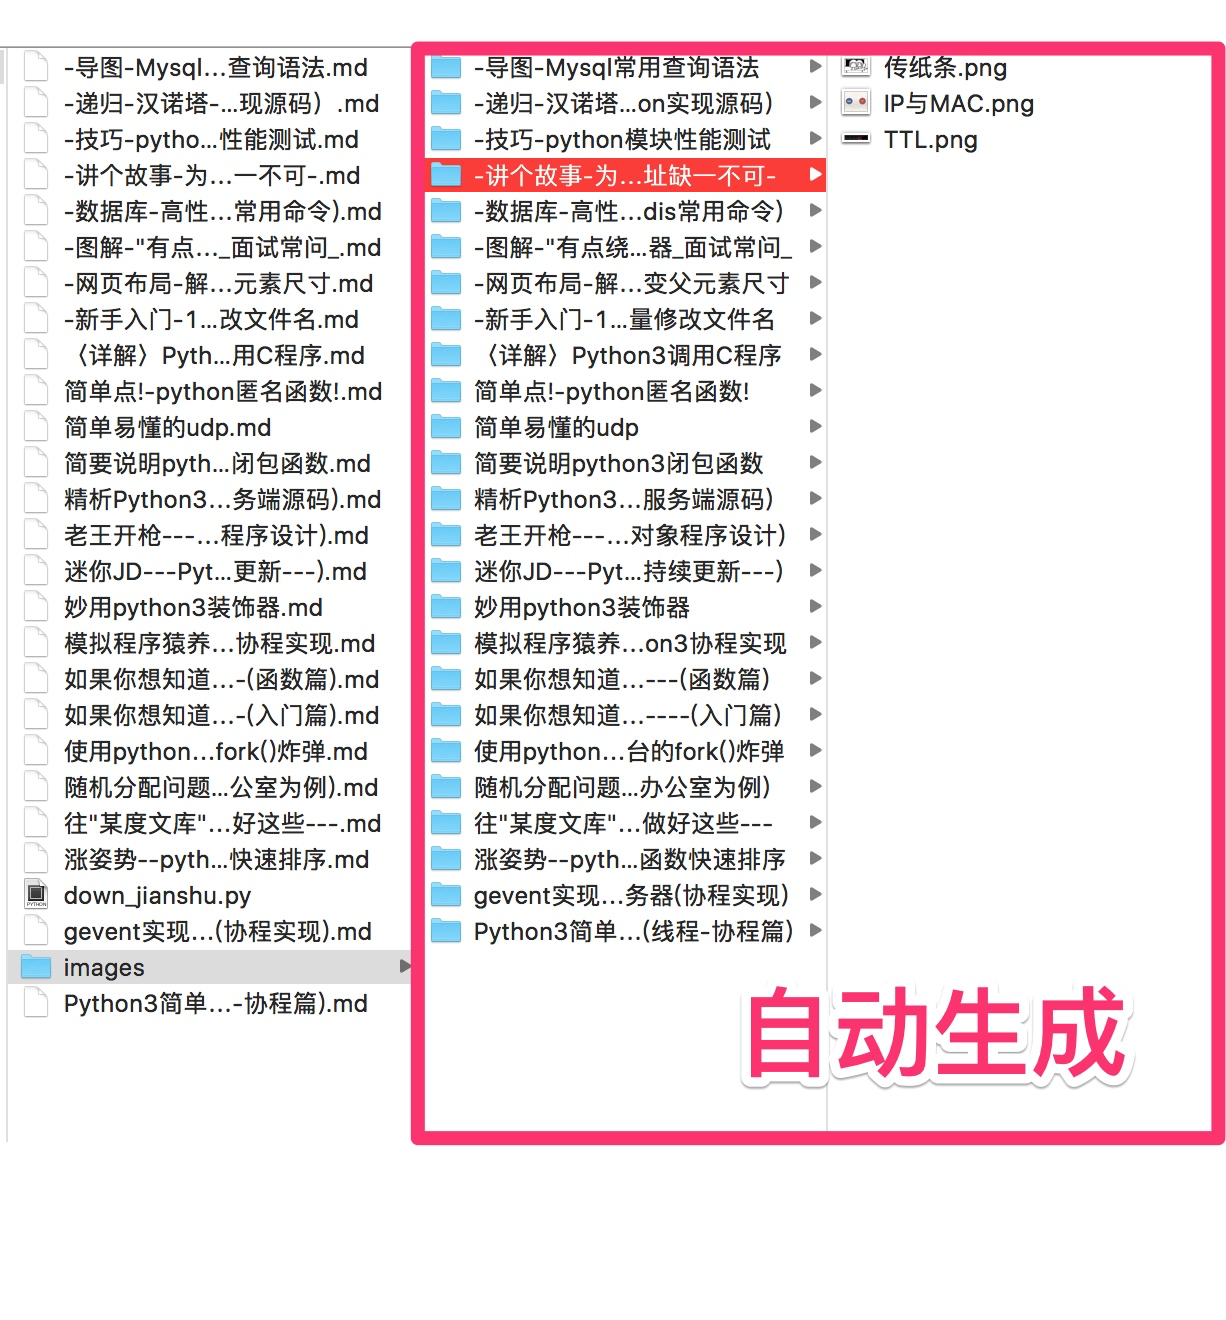 -导图-Mysql...查询语法.md
-递归-汉诺塔-...现源码）.md
-技巧-pytho...性能测试.md
-讲个故事-为...一不可-.md
-数据库-高性...常用命令).md
-图解-"有点..._面试常问_.md
-网页布局-解...元素尺寸.md
-新手入门-1...改文件名.md
〈详解〉Pyth...用C程序.md
简单点!-python匿名函数!.md
简单易懂的udp.md
简要说明pyth...闭包函数.md
精析Python3...务端源码).md
老王开枪---...程序设计).md
迷你JD---Pyt...更新---).md
妙用python3装饰器.md
模拟程序猿养...协程实现.md
如果你想知道...-(函数篇).md
如果你想知道...-(入门篇).md
使用python...fork()炸弹.md
随机分配问题...公室为例).md
往"某度文库"...好这些---.md
涨姿势--pyth...快速排序.md
down_jianshu.py
gevent实现...(协程实现).md
images
Python3简单...-协程篇).md
-导图-Mysql常用查询语法
-递归-汉诺塔...on实现源码）
-技巧-python模块性能测试
-讲个故事-为...址缺一不可-
-数据库-高性...dis常用命令)
-图解-"有点绕...器_面试常问_
-网页布局-解...变父元素尺寸
-新手入门-1...量修改文件名
〈详解〉Python3调用C程序
简单点!-python匿名函数!
简单易懂的udp
简要说明python3闭包函数
精析Python3...服务端源码)
老王开枪---...对象程序设计)
迷你JD---Pyt...持续更新---)
妙用python3装饰器
模拟程序猿养...on3协程实现
如果你想知道...---(函数篇)
如果你想知道...----(入门篇)
使用python...台的fork()炸弹
随机分配问题...办公室为例)
往"某度文库"...做好这些---
涨姿势--pyth...函数快速排序
gevent实现...务器(协程实现)
Python3简单...(线程-协程篇)
传纸条.png
IP与MAC.png
TTL.png
自动生成